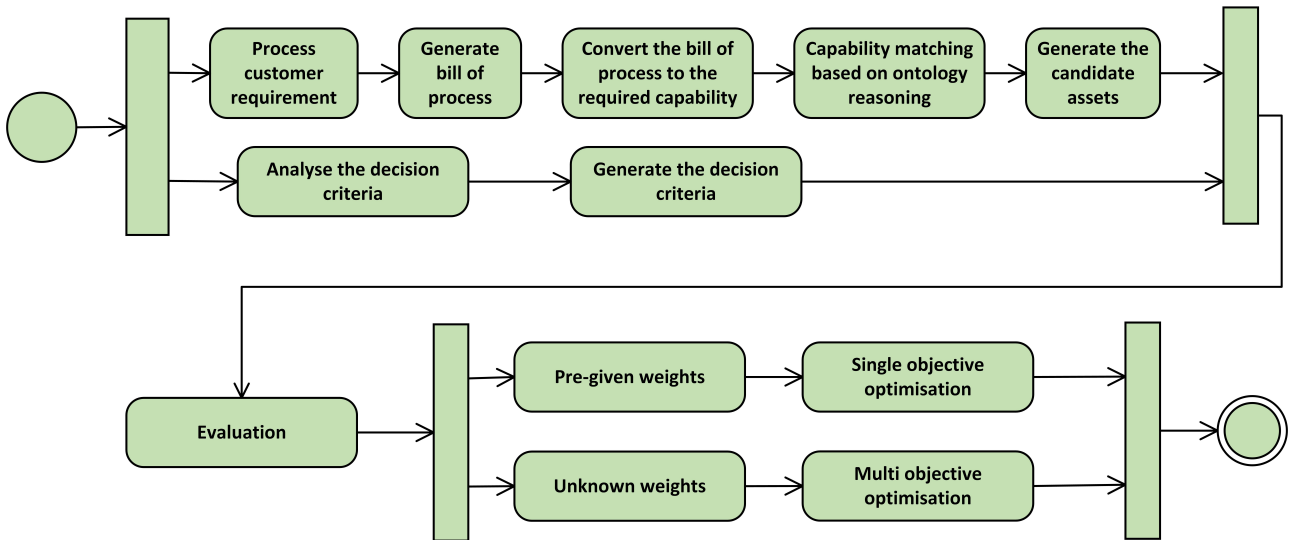 Process
customer
requirement
Generate
bill of
process
Convert the bill of
process to the
required capability
Capability matching
based on ontology
reasoning
Generate the
candidate
assets
Analyse the decision
criteria
Generate the decision
criteria
Evaluation
Pre-given weights
Single objective
optimisation
Unknown weights
Multi objective
optimisation